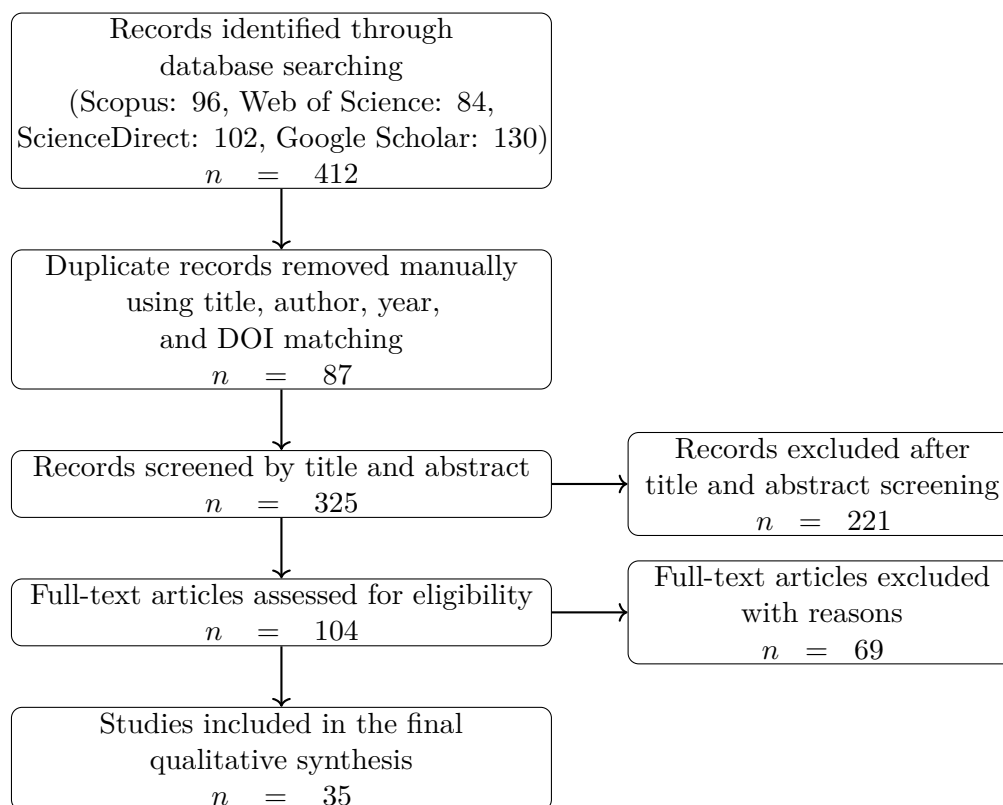 Records identified through
database searching
(Scopus: 96, Web of Science: 84,
ScienceDirect: 102, Google Scholar: 130)
n = 412
Duplicate records removed manually
using title, author, year,
and DOI matching
n = 87
Records screened by title and abstract
n = 325
Records excluded after
title and abstract screening
n = 221
Full-text articles assessed for eligibility
n = 104
Full-text articles excluded
with reasons
n = 69
Studies included in the final
qualitative synthesis
n = 35